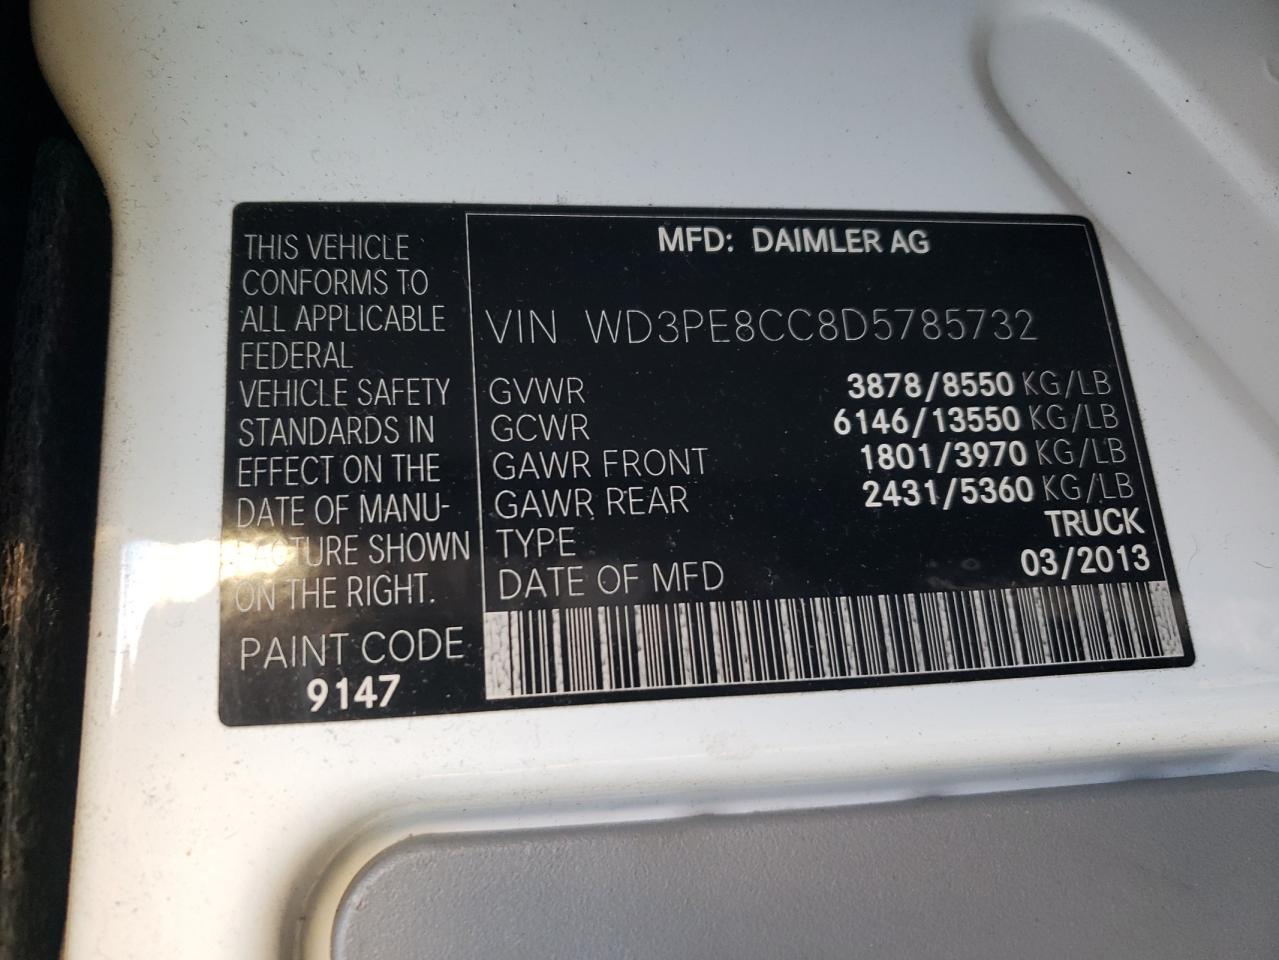 THIS VEHICLE
CONFORMS TO
ALL APPLICABLE
FEDERAL
VEHICLE SAFETY
STANDARDS IN
EFFECT ON THE
DATE OF MANU-
FACTURE SHOWN
ON THE RIGHT.
PAINT CODE
9147
MFD: DAIMLER AG
VIN WD3PE8CC8D5785732
GVWR 3878/8550 KG/LB
GCWR 6146/13550 KG/LB
GAWR FRONT 1801/3970 KG/LB
GAWR REAR 2431/5360 KG/LB
TYPE TRUCK
DATE OF MFD 03/2013